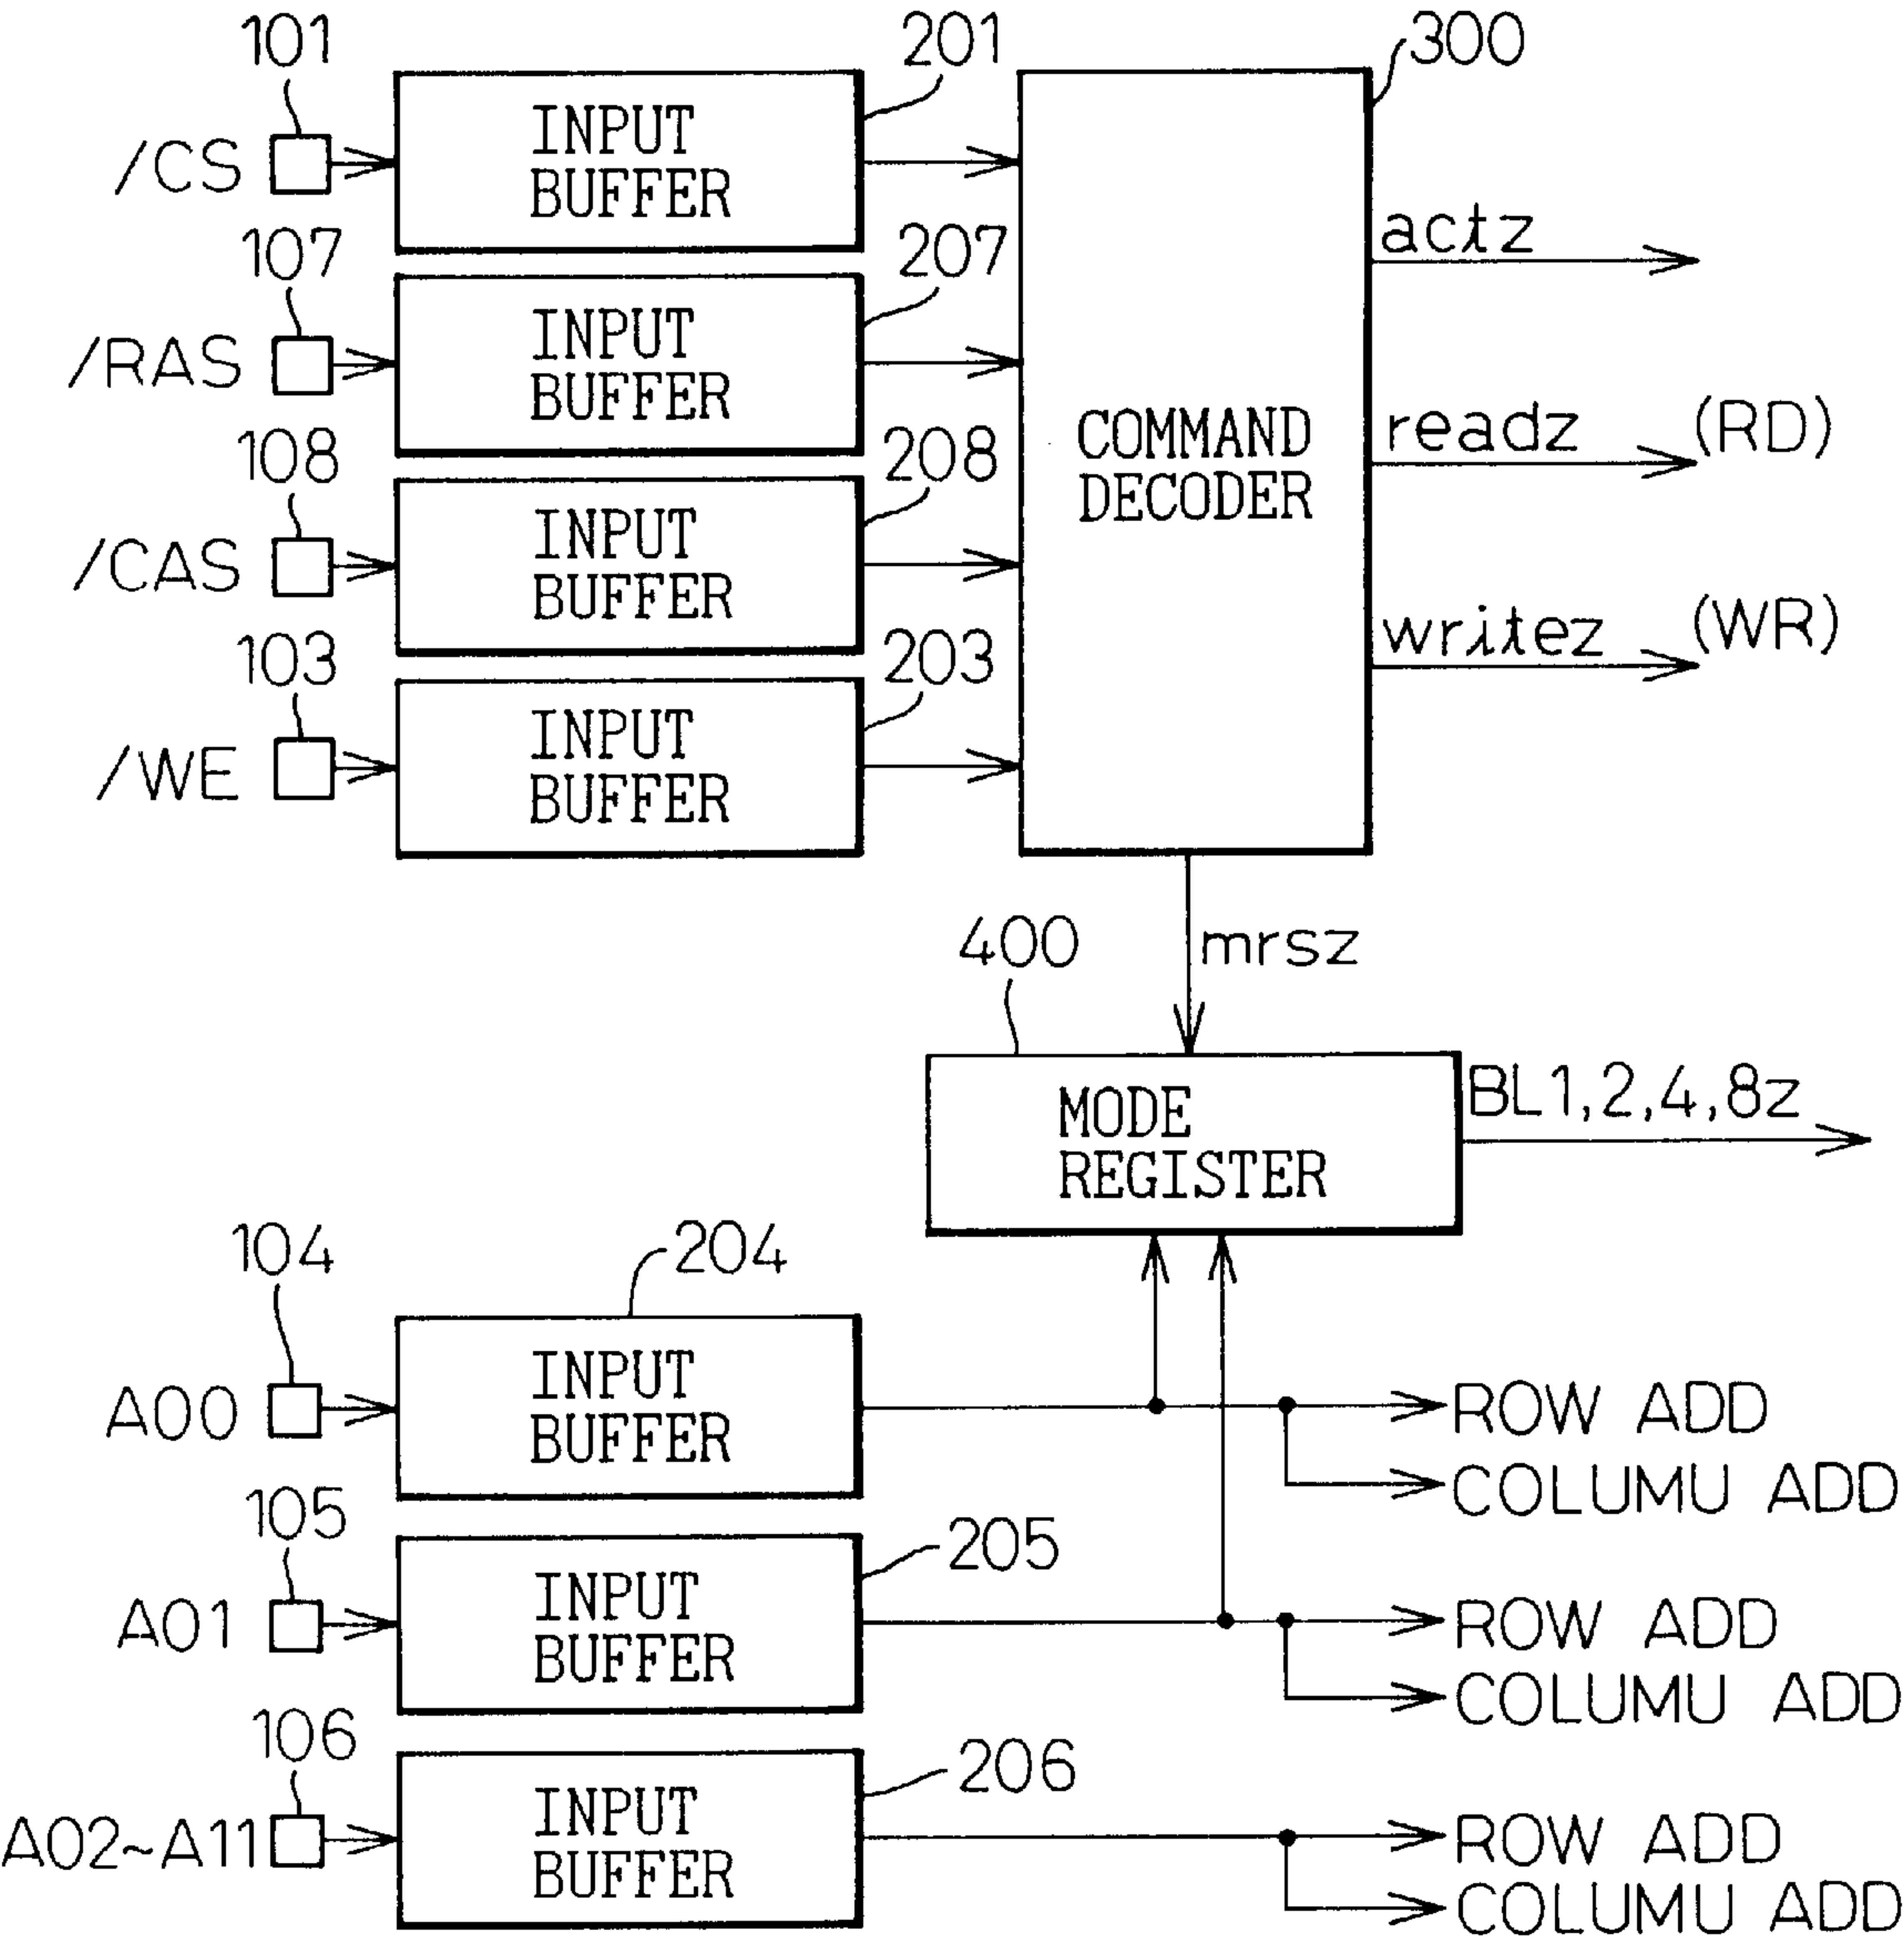 101
201
300
/CS
INPUT
BUFFER
107
207
actz
/RAS
INPUT
BUFFER
108
208
COMMAND
DECODER
readz
(RD)
/CAS
INPUT
BUFFER
103
203
writez
(WR)
/WE
INPUT
BUFFER
400
mrsz
MODE
REGISTER
BL1,2,4,8z
104
204
A00
INPUT
BUFFER
ROW ADD
COLUMU ADD
105
205
A01
INPUT
BUFFER
ROW ADD
COLUMU ADD
106
206
A02~A11
INPUT
BUFFER
ROW ADD
COLUMU ADD